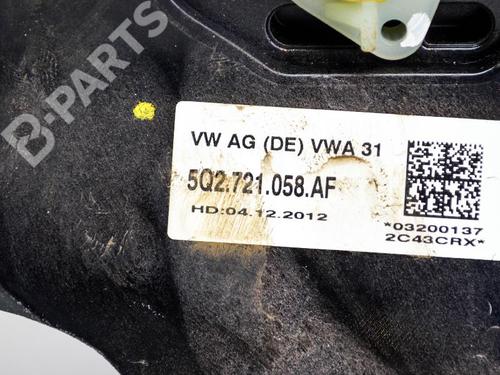 B-PARTS
VW AG (DE) VWA 31
5Q2.721.058.AF
HD:04.12.2012
*03200137
2C43CRX*